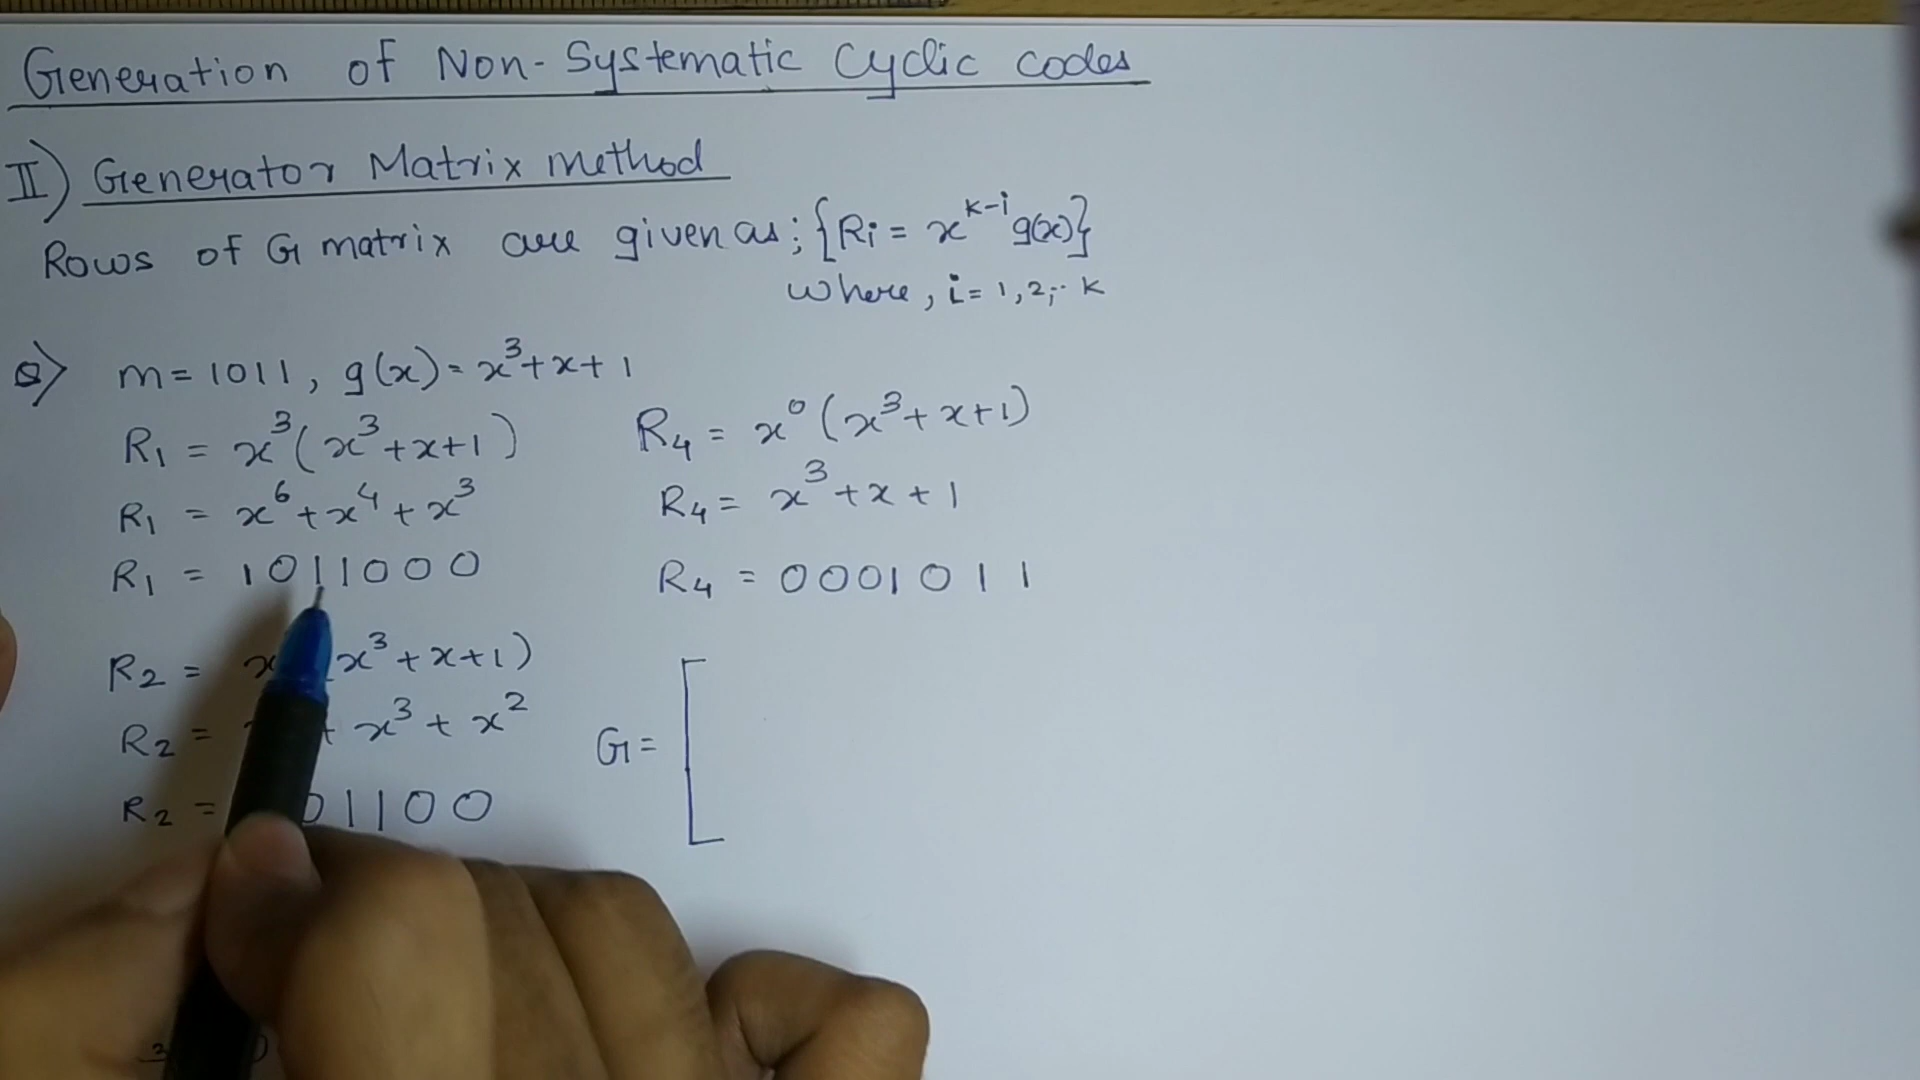 Generation of Non-Systematic Cyclic codes
II) Generator Matrix method
Rows of G matrix are given as; {Ri = x^{k-i} g(x)}
where, i = 1, 2, .. k
Q) m = 1011, g(x) = x³ + x + 1
R₁ = x³(x³ + x + 1)
R₁ = x⁶ + x⁴ + x³
R₁ = 1011000
R₂ = x x³ + x + 1)
R₂ = + x³ + x²
R₂ = 01100
R₄ = x⁰(x³ + x + 1)
R₄ = x³ + x + 1
R₄ = 0001011
G = [